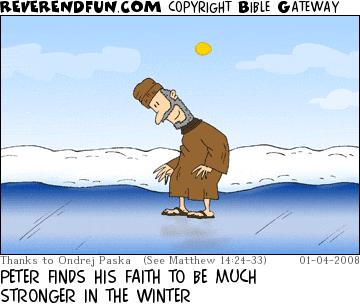 REVERENDFUN.COM COPYRIGHT BIBLE GATEWAY
Thanks to Ondrej Paska (See Matthew 14:24-33) 01-04-2008
PETER FINDS HIS FAITH TO BE MUCH
STRONGER IN THE WINTER